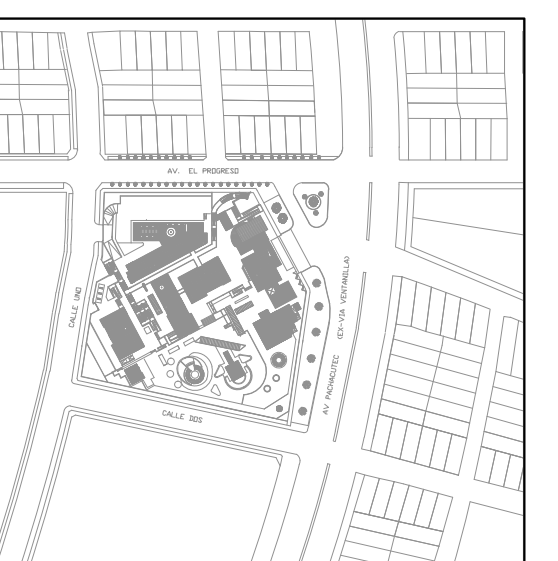 AV. EL PROGRESO
CALLE UNO
AV PACHACUTEC (EX-VIA VENTANILLA)
CALLE DOS